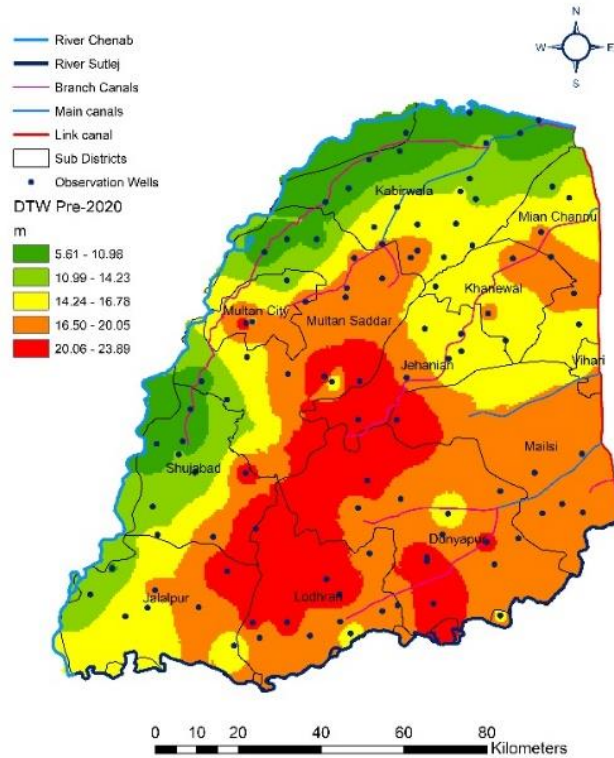 River Chenab
River Sutlej
Branch Canals
Main canals
Link canal
Sub Districts
Observation Wells
DTW Pre-2020
m
5.61 - 10.98
10.99 - 14.23
14.24 - 16.78
16.50 - 20.05
20.06 - 23.89
N
W E
S
Kabirwala
Mian Channu
Khanewal
Multan City
Multan Saddar
Jehanian
Vihari
Mailsi
Shujabad
Dunyapur
Jalalpur
Lodhran
0 10 20 40 60 80
Kilometers